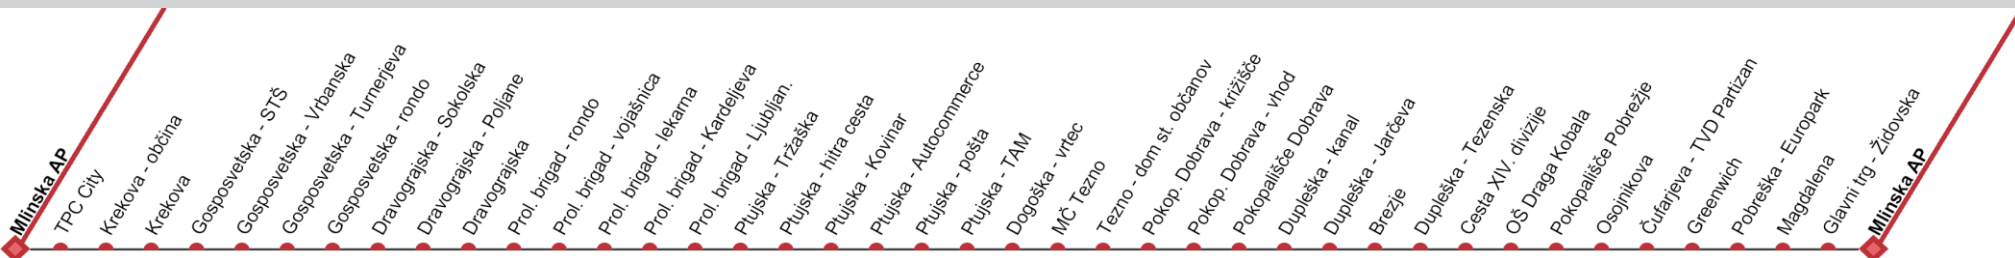 Mlinska AP
TPC City
Krekova - občina
Krekova
Gosposvetska - STŠ
Gosposvetska - Vrbanska
Gosposvetska - Turnerjeva
Gosposvetska - rondo
Dravograjska - Sokolska
Dravograjska - Poljane
Dravograjska
Prol. brigad - rondo
Prol. brigad - vojašnica
Prol. brigad - lekarna
Prol. brigad - Kardeljeva
Prol. brigad - Ljubljan.
Ptujska - Tržaška
Ptujska - hitra cesta
Ptujska - Kovinar
Ptujska - Autocommerce
Ptujska - pošta
Ptujska - TAM
Dogoška - vrtec
MČ Tezno
Tezno - dom st. občanov
Pokop. Dobrava - križišče
Pokop. Dobrava - vhod
Pokopališče Dobrava
Dupleška - kanal
Dupleška - Jarčeva
Brezje
Dupleška - Tezenska
Cesta XIV. divizije
OŠ Draga Kobala
Pokopališče Pobrežje
Osojnikova
Čufarjeva - TVD Partizan
Greenwich
Pobreška - Europark
Magdalena
Glavni trg - Židovska
Mlinska AP